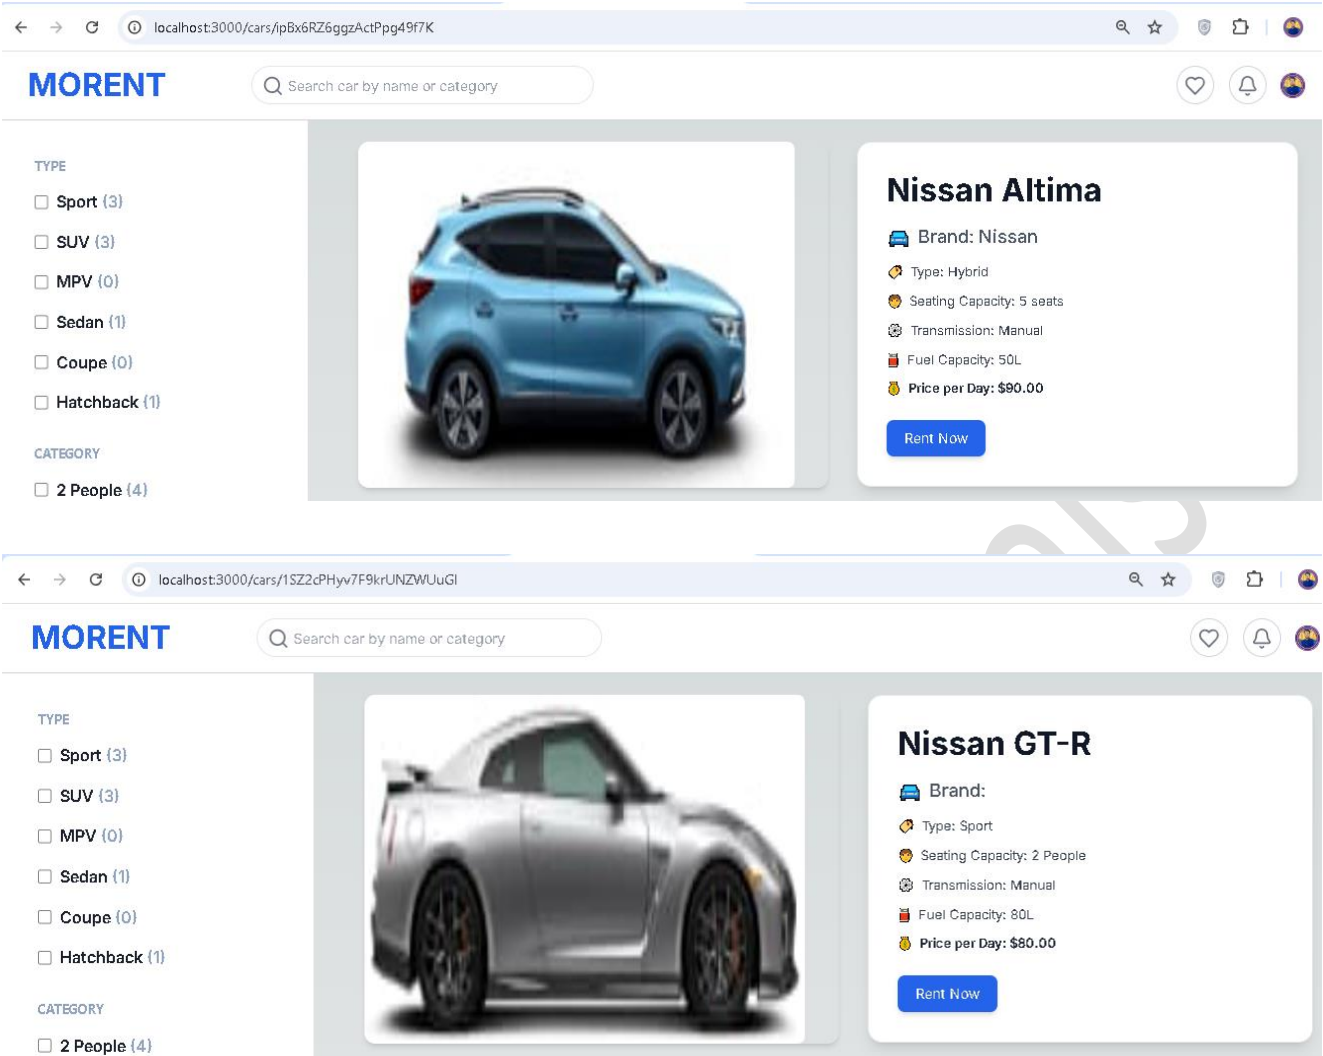 localhost:3000/cars/ipBx6RZ6ggzActPpg49f7K
MORENT
Search car by name or category
TYPE
Sport (3)
SUV (3)
MPV (0)
Sedan (1)
Coupe (0)
Hatchback (1)
CATEGORY
2 People (4)
Nissan Altima
Brand: Nissan
Type: Hybrid
Seating Capacity: 5 seats
Transmission: Manual
Fuel Capacity: 50L
Price per Day: $90.00
Rent Now
localhost:3000/cars/1SZ2cPHyv7F9krUNZWUuGI
MORENT
Search car by name or category
TYPE
Sport (3)
SUV (3)
MPV (0)
Sedan (1)
Coupe (0)
Hatchback (1)
CATEGORY
2 People (4)
Nissan GT-R
Brand:
Type: Sport
Seating Capacity: 2 People
Transmission: Manual
Fuel Capacity: 80L
Price per Day: $80.00
Rent Now